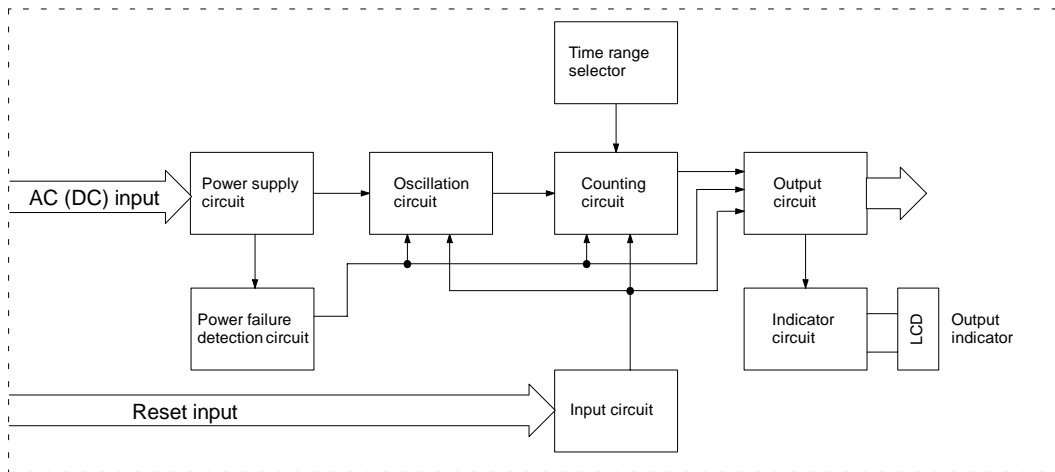 Time range
selector
AC (DC) input
Power supply
circuit
Oscillation
circuit
Counting
circuit
Output
circuit
Power failure
detection circuit
Indicator
circuit
LCD
Output
indicator
Reset input
Input circuit